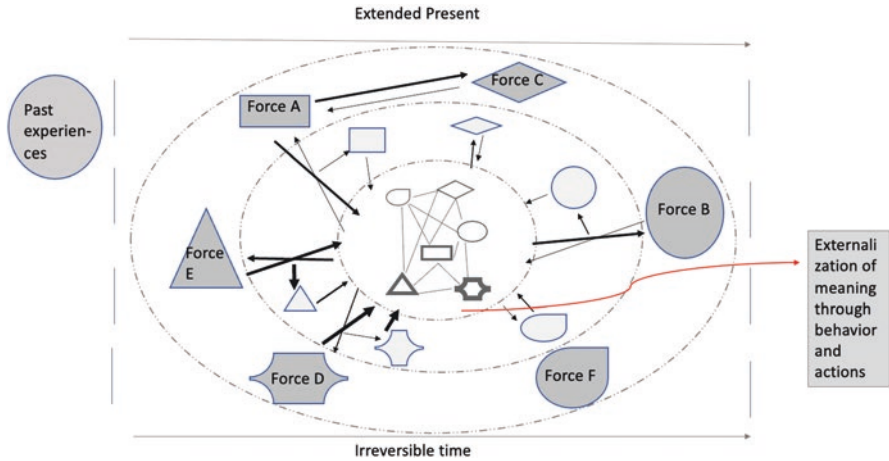 Extended Present
Past
experien-
ces
Force A
Force C
Force B
Force
E
Force D
Force F
Externali
zation of
meaning
through
behavior
and
actions
Irreversible time